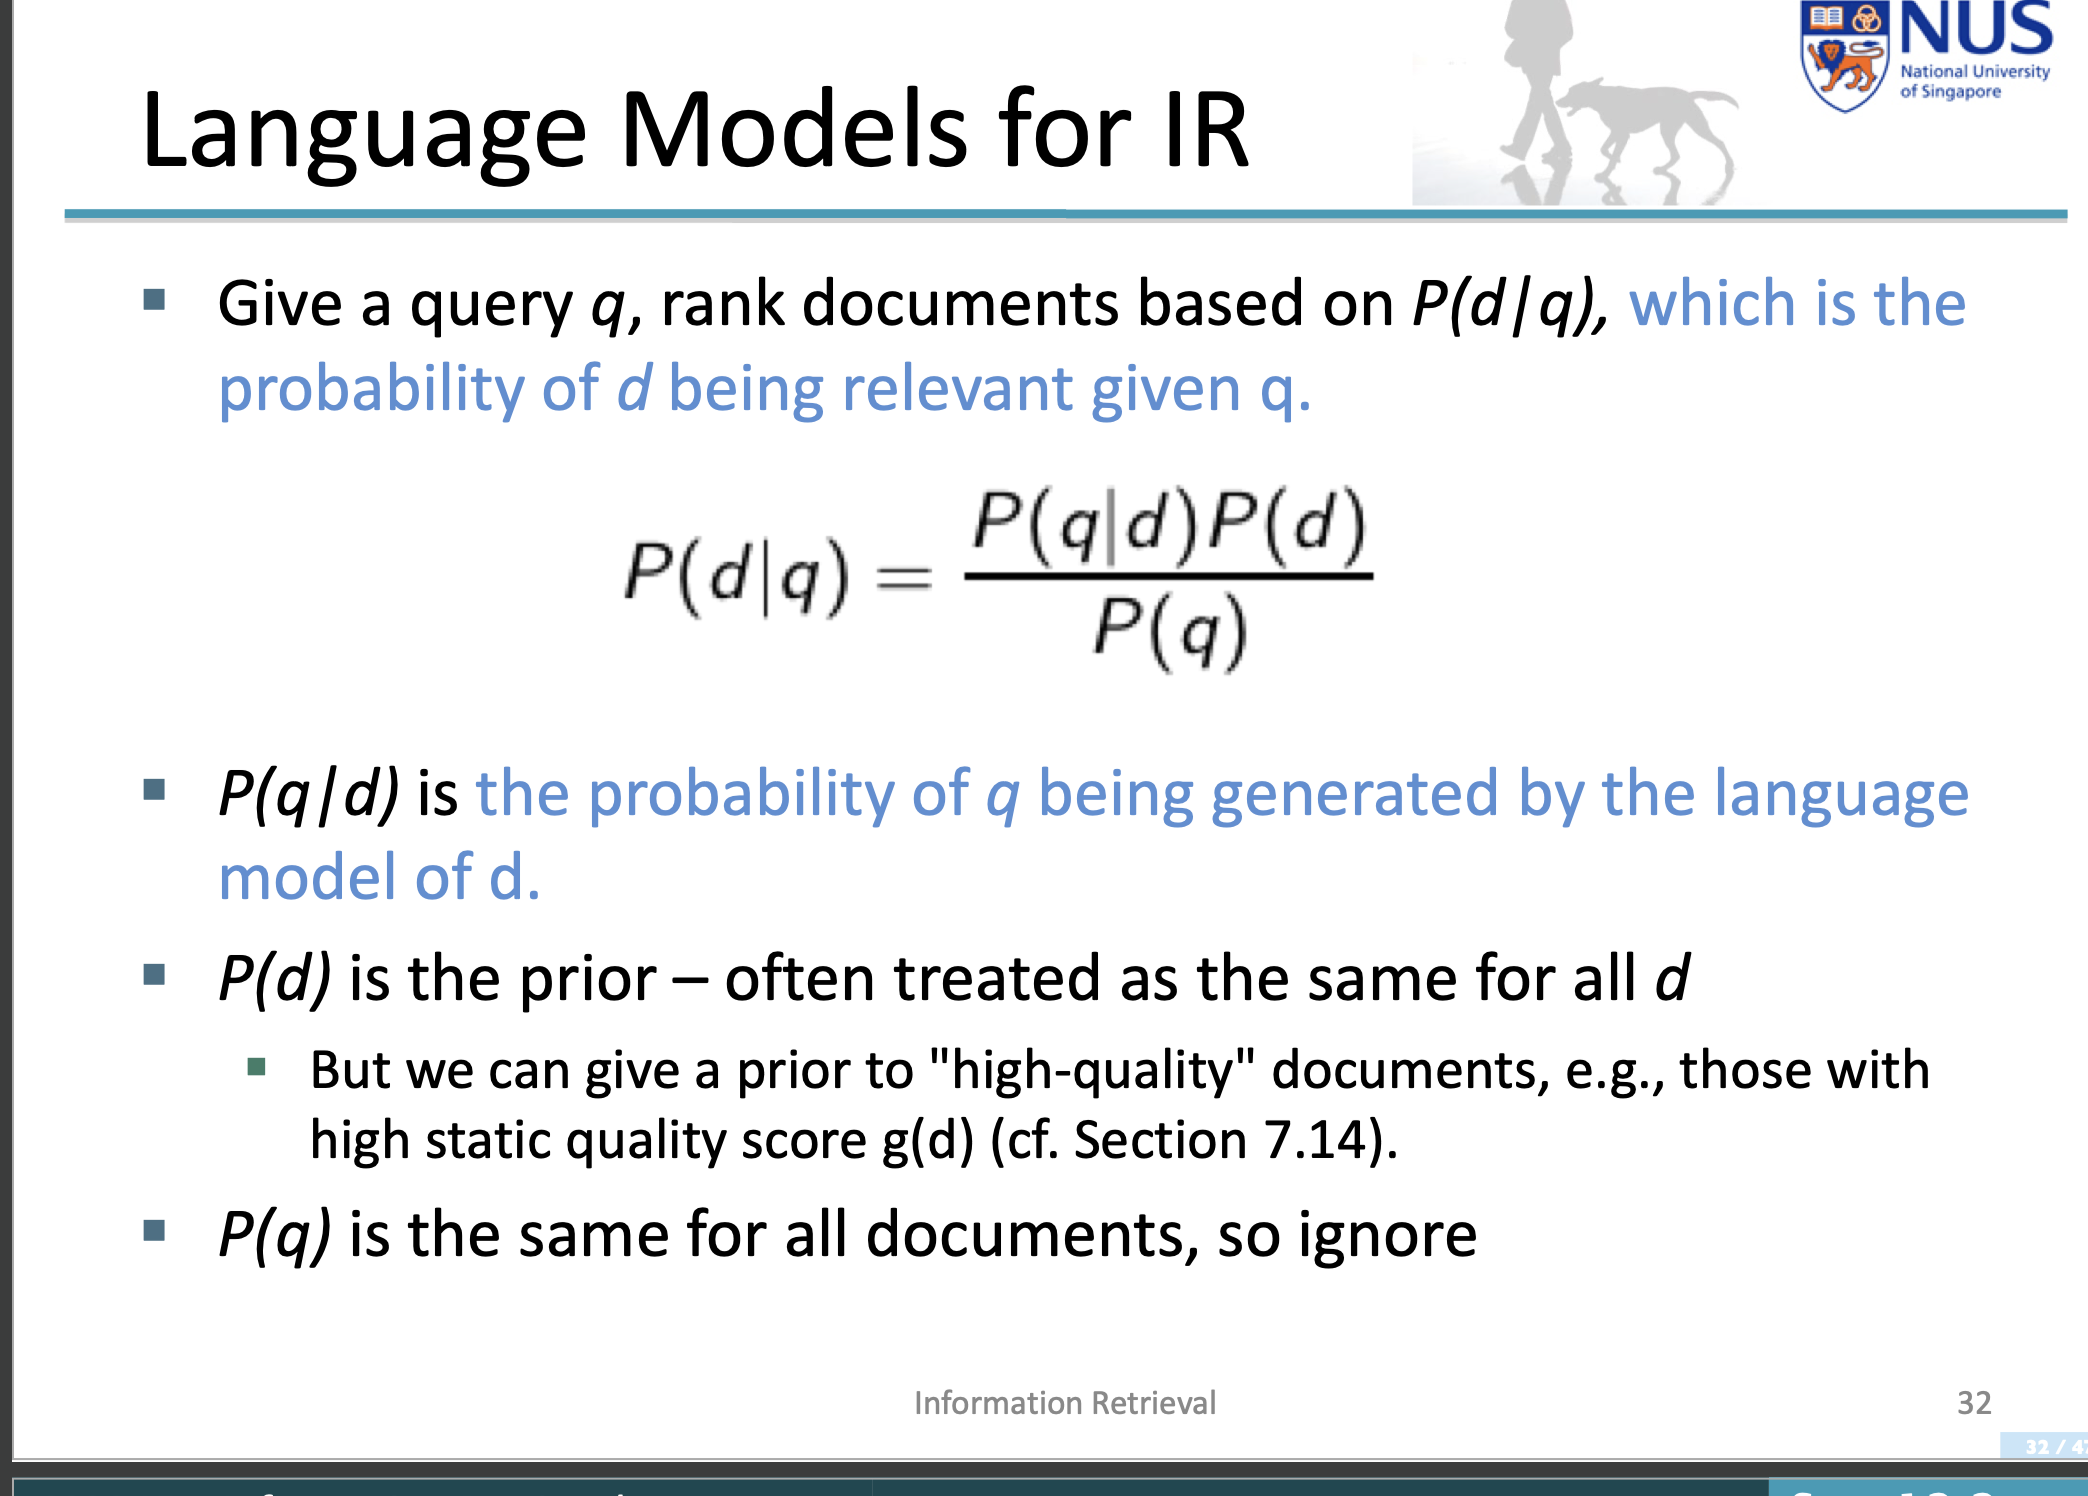 NUS
National University
of Singapore
Language Models for IR
▪ Give a query q, rank documents based on P(d|q), which is the
probability of d being relevant given q.
P(d|q) = P(q|d)P(d) / P(q)
▪ P(q|d) is the probability of q being generated by the language
model of d.
▪ P(d) is the prior – often treated as the same for all d
▪ But we can give a prior to "high-quality" documents, e.g., those with
high static quality score g(d) (cf. Section 7.14).
▪ P(q) is the same for all documents, so ignore
Information Retrieval
32
32 / 47